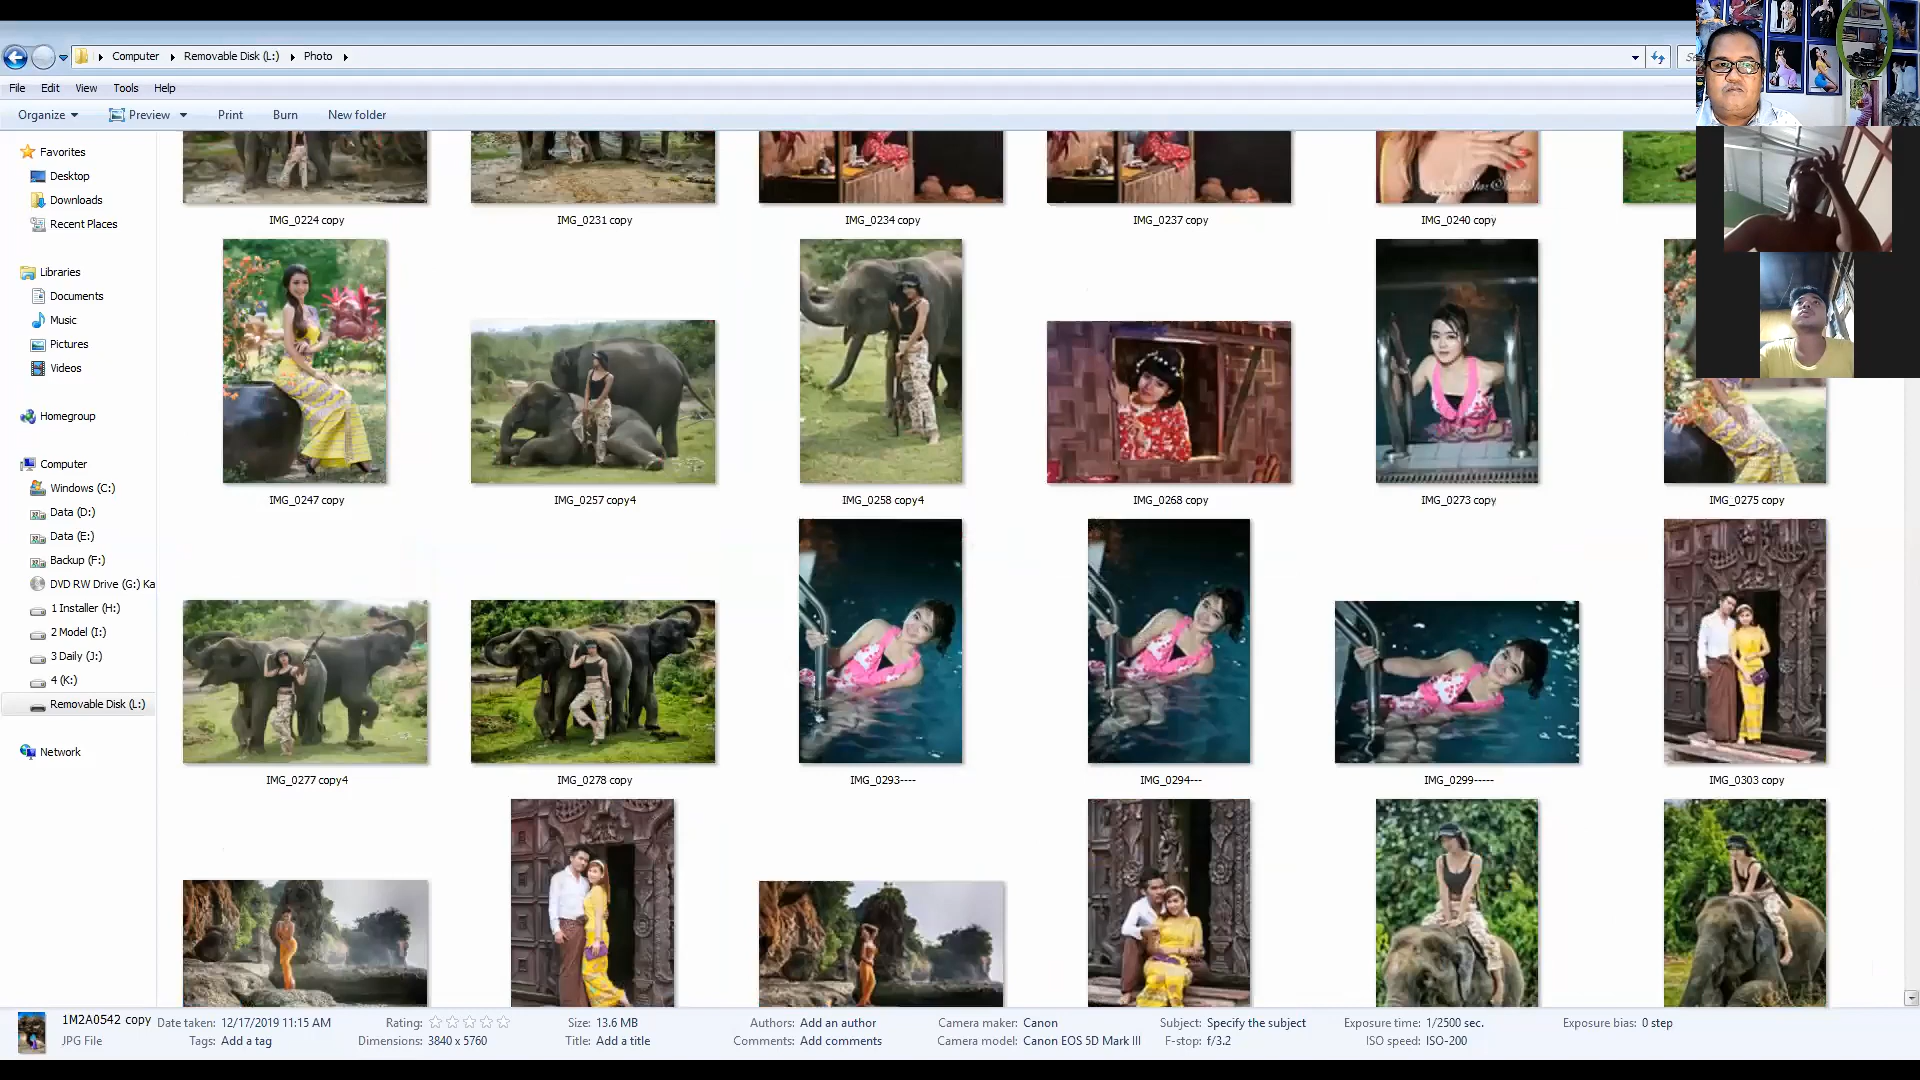 Computer Removable Disk (L:) Photo
File Edit View Tools Help
Organize Preview Print Burn New folder
Favorites
Desktop
Downloads
Recent Places
Libraries
Documents
Music
Pictures
Videos
Homegroup
Computer
Windows (C:)
Data (D:)
Data (E:)
Backup (F:)
DVD RW Drive (G:) Ka
1 Installer (H:)
2 Model (I:)
3 Daily (J:)
4 (K:)
Removable Disk (L:)
Network
IMG_0224 copy IMG_0231 copy IMG_0234 copy IMG_0237 copy IMG_0240 copy
IMG_0247 copy IMG_0257 copy4 IMG_0258 copy4 IMG_0268 copy IMG_0273 copy IMG_0275 copy
IMG_0277 copy4 IMG_0278 copy IMG_0293---- IMG_0294--- IMG_0299----- IMG_0303 copy
1M2A0542 copy Date taken: 12/17/2019 11:15 AM Rating: Size: 13.6 MB Authors: Add an author Camera maker: Canon Subject: Specify the subject Exposure time: 1/2500 sec. Exposure bias: 0 step
JPG File Tags: Add a tag Dimensions: 3840 x 5760 Title: Add a title Comments: Add comments Camera model: Canon EOS 5D Mark III F-stop: f/3.2 ISO speed: ISO-200